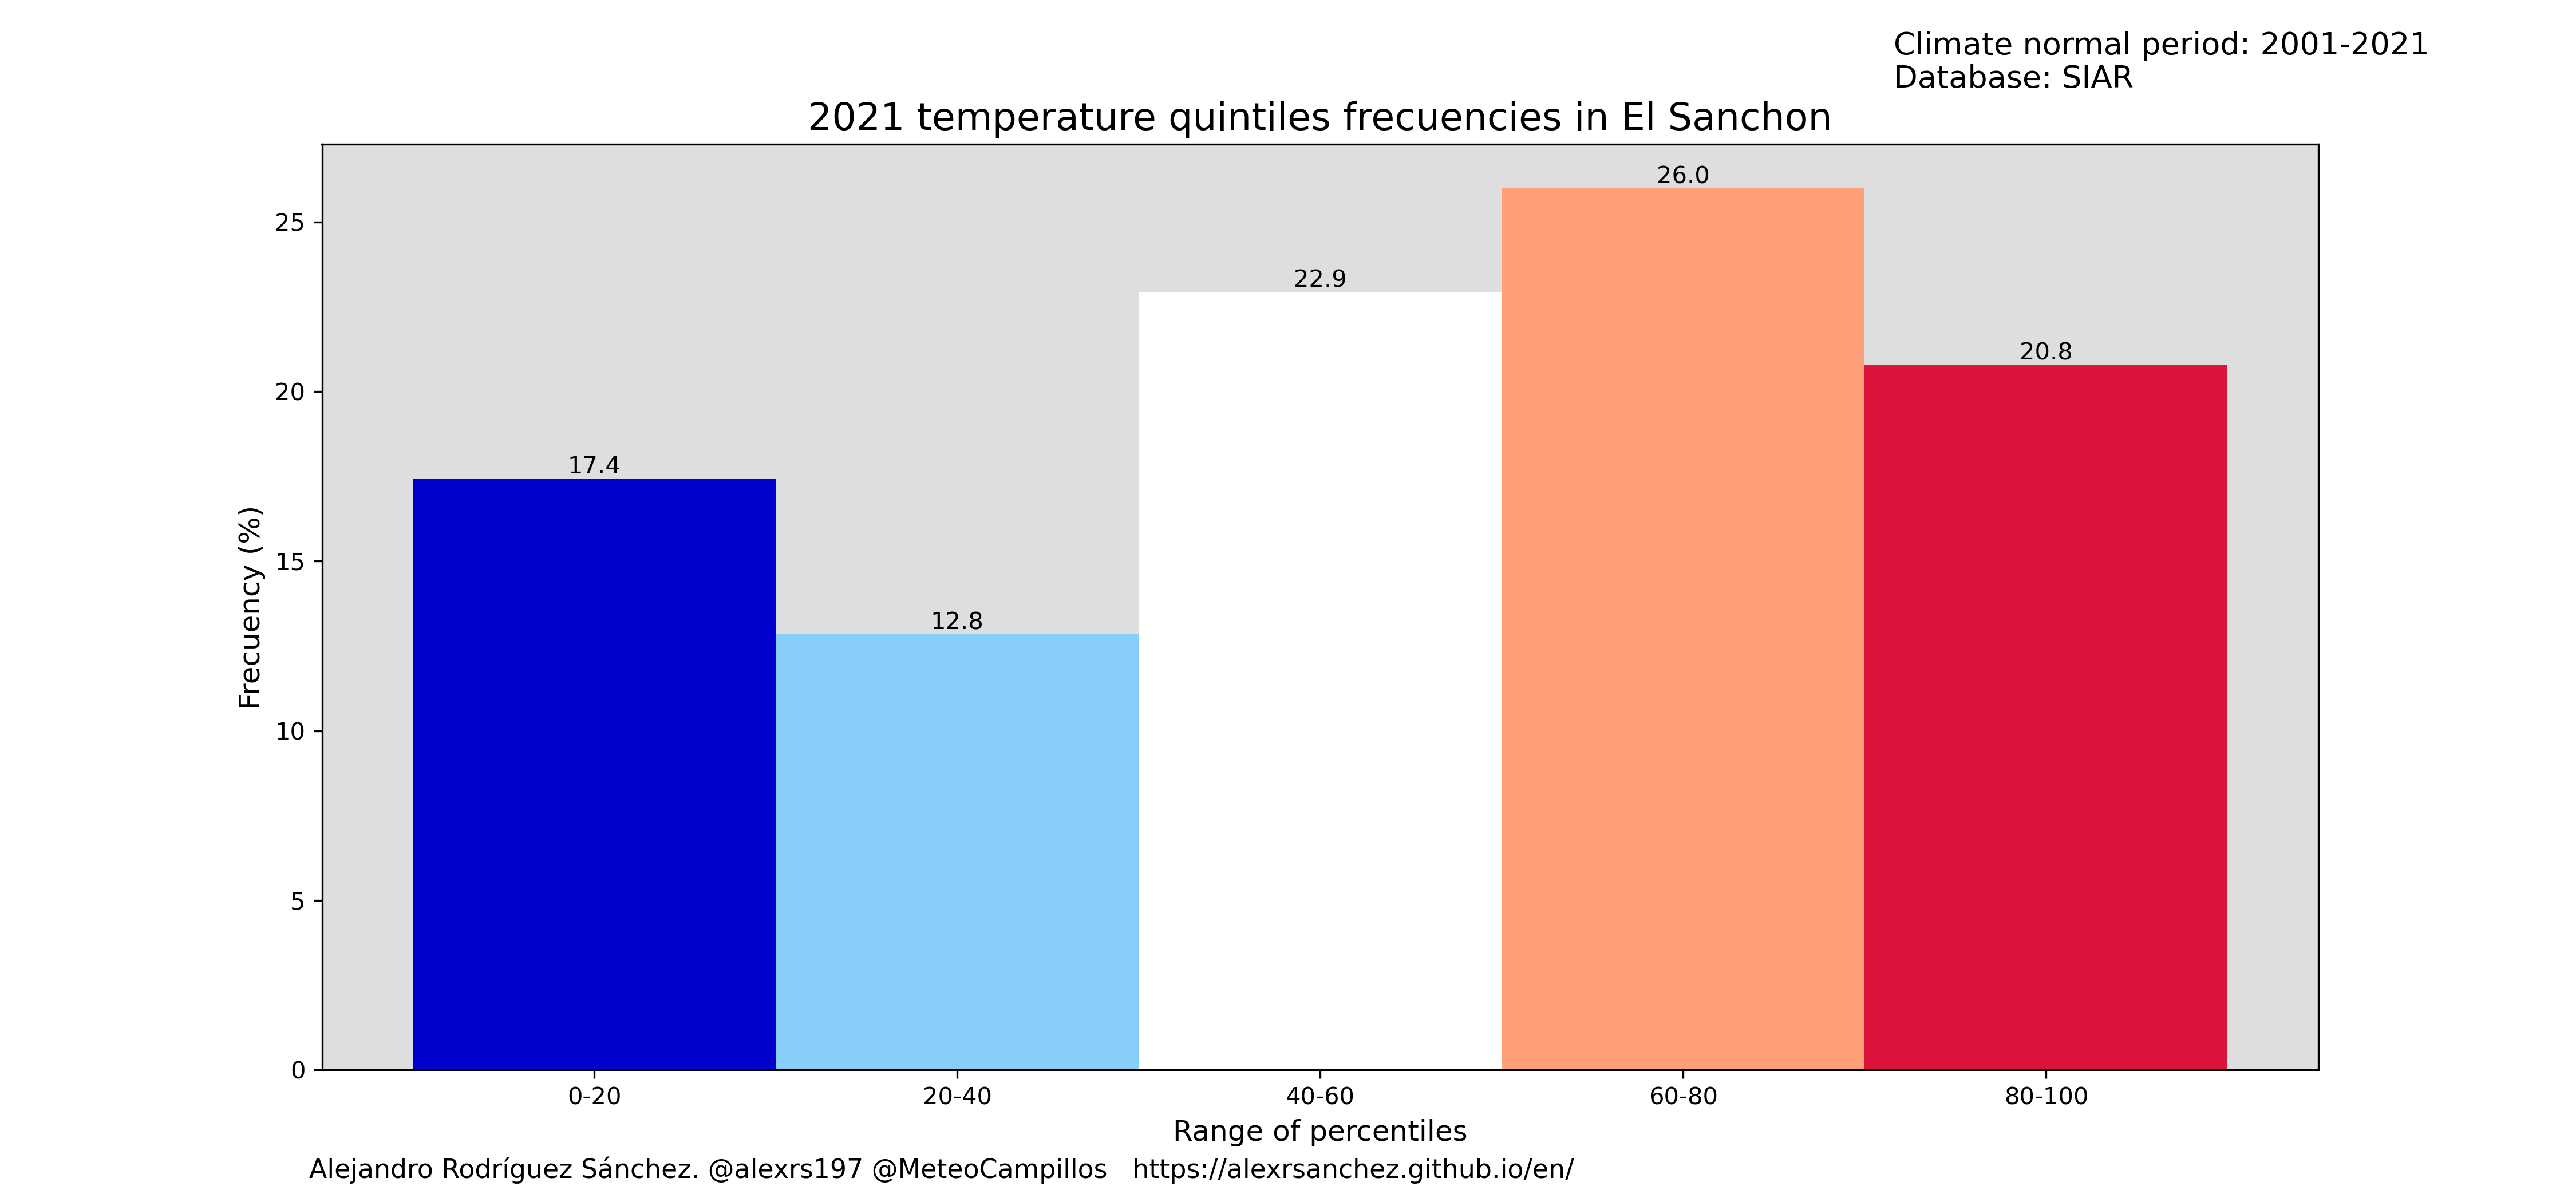 Climate normal period: 2001-2021
Database: SIAR
2021 temperature quintiles frecuencies in El Sanchon
Frecuency (%)
25
20
15
10
5
0
17.4
12.8
22.9
26.0
20.8
0-20
20-40
40-60
60-80
80-100
Range of percentiles
Alejandro Rodríguez Sánchez. @alexrs197 @MeteoCampillos https://alexrsanchez.github.io/en/